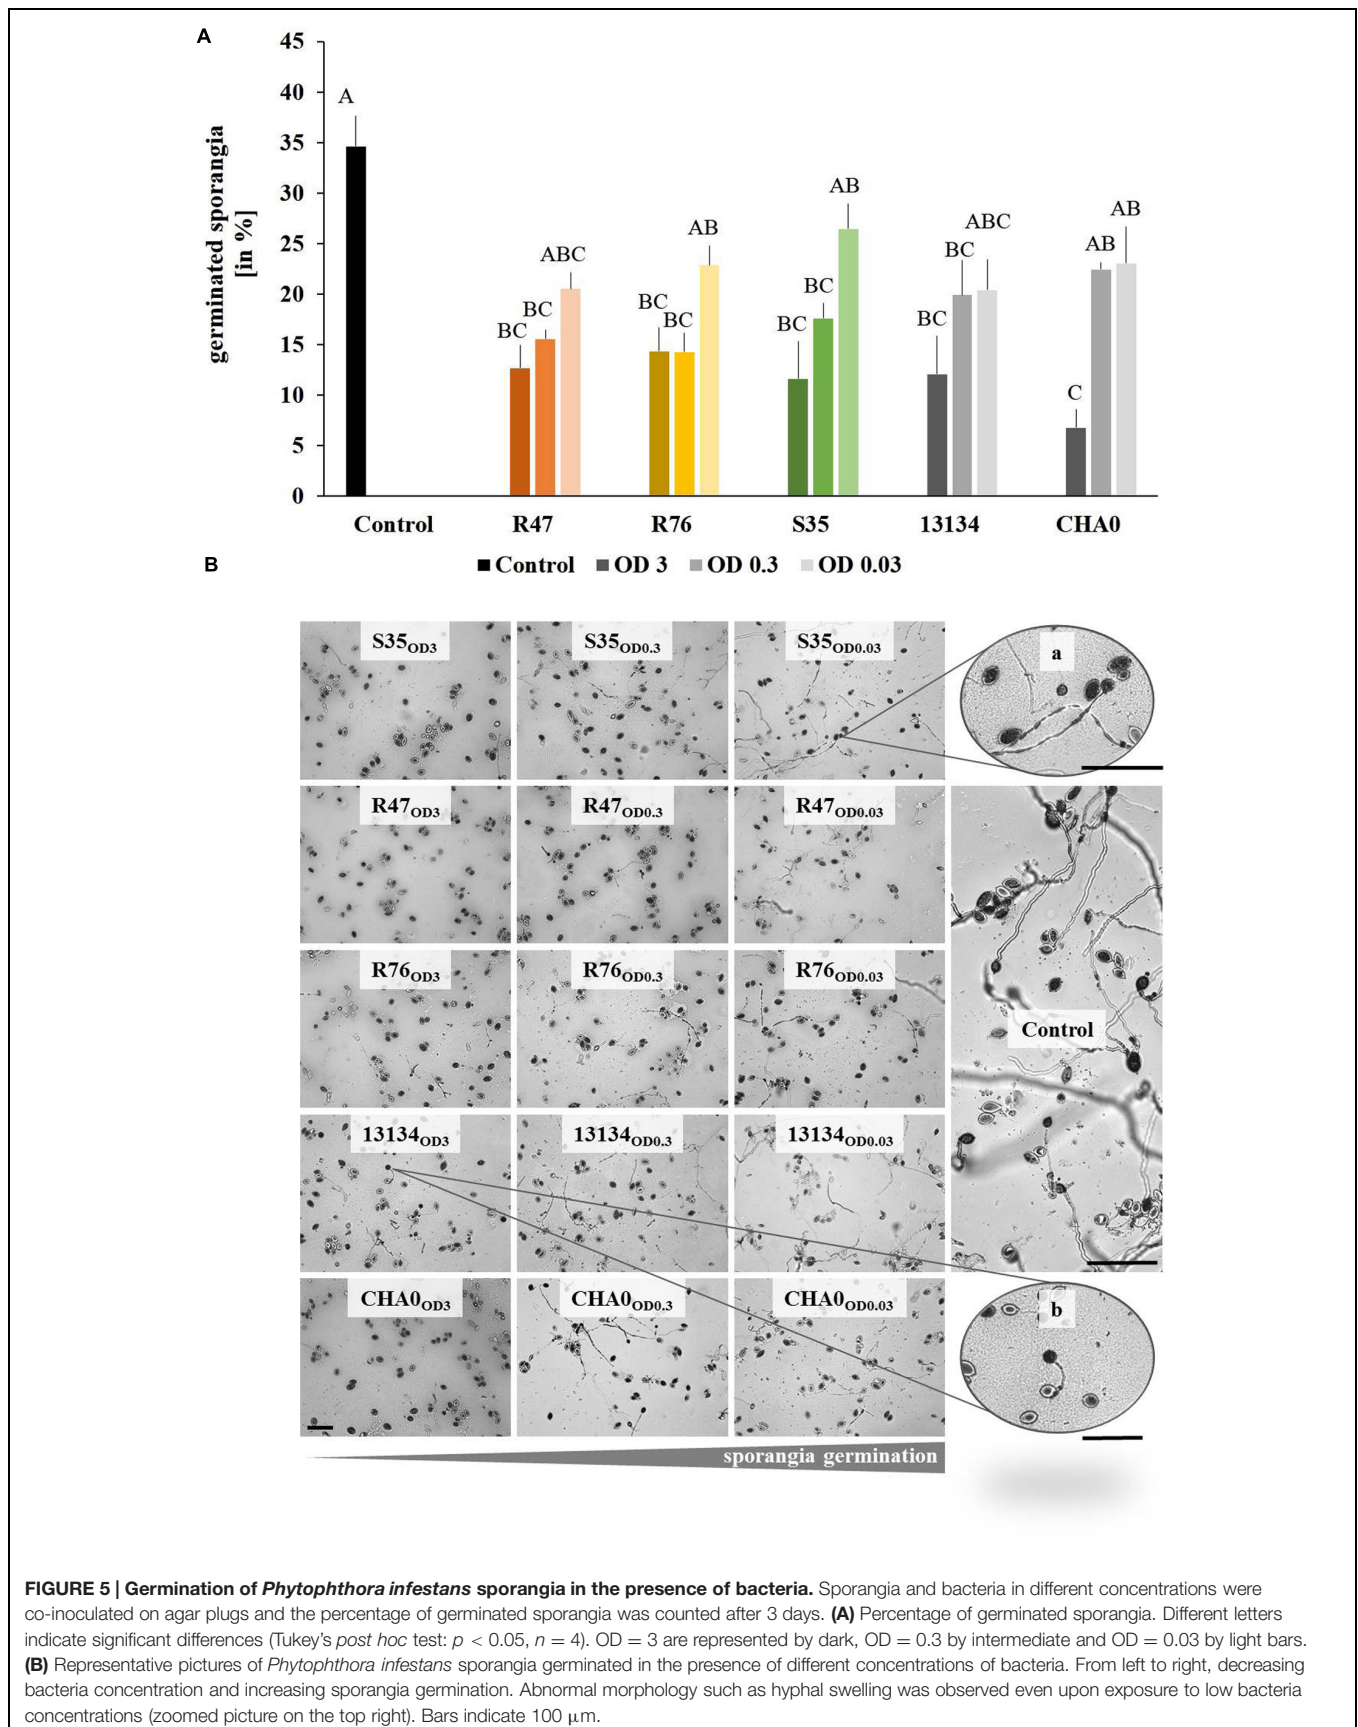 A
45
40
35
30
25
20
15
10
5
0
germinated sporangia
[in %]
A
BC
BC
ABC
BC
BC
AB
BC
BC
AB
BC
BC
ABC
C
AB
AB
Control R47 R76 S35 13134 CHA0
Control OD 3 OD 0.3 OD 0.03
B
S35OD3 S35OD0.3 S35OD0.03 a
R47OD3 R47OD0.3 R47OD0.03
R76OD3 R76OD0.3 R76OD0.03
Control
13134OD3 13134OD0.3 13134OD0.03
CHA0OD3 CHA0OD0.3 CHA0OD0.03 b
sporangia germination
FIGURE 5 | Germination of Phytophthora infestans sporangia in the presence of bacteria. Sporangia and bacteria in different concentrations were
co-inoculated on agar plugs and the percentage of germinated sporangia was counted after 3 days. (A) Percentage of germinated sporangia. Different letters
indicate significant differences (Tukey's post hoc test: p < 0.05, n = 4). OD = 3 are represented by dark, OD = 0.3 by intermediate and OD = 0.03 by light bars.
(B) Representative pictures of Phytophthora infestans sporangia germinated in the presence of different concentrations of bacteria. From left to right, decreasing
bacteria concentration and increasing sporangia germination. Abnormal morphology such as hyphal swelling was observed even upon exposure to low bacteria
concentrations (zoomed picture on the top right). Bars indicate 100 μm.